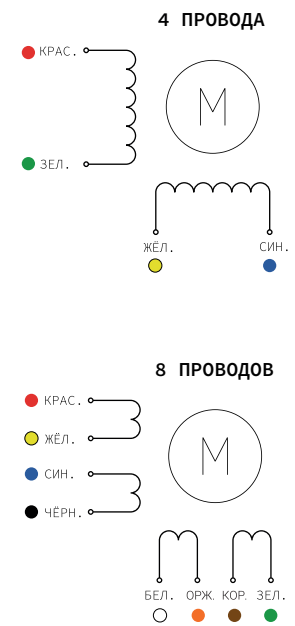 4 ПРОВОДА
КРАС.
M
ЗЕЛ.
ЖЁЛ. СИН.
8 ПРОВОДОВ
КРАС.
ЖЁЛ.
M
СИН.
ЧЁРН.
БЕЛ. ОРЖ. КОР. ЗЕЛ.